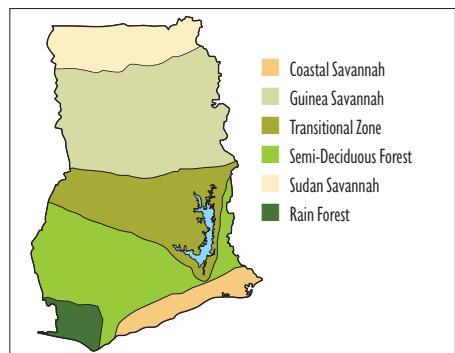 Coastal Savannah
Guinea Savannah
Transitional Zone
Semi-Deciduous Forest
Sudan Savannah
Rain Forest